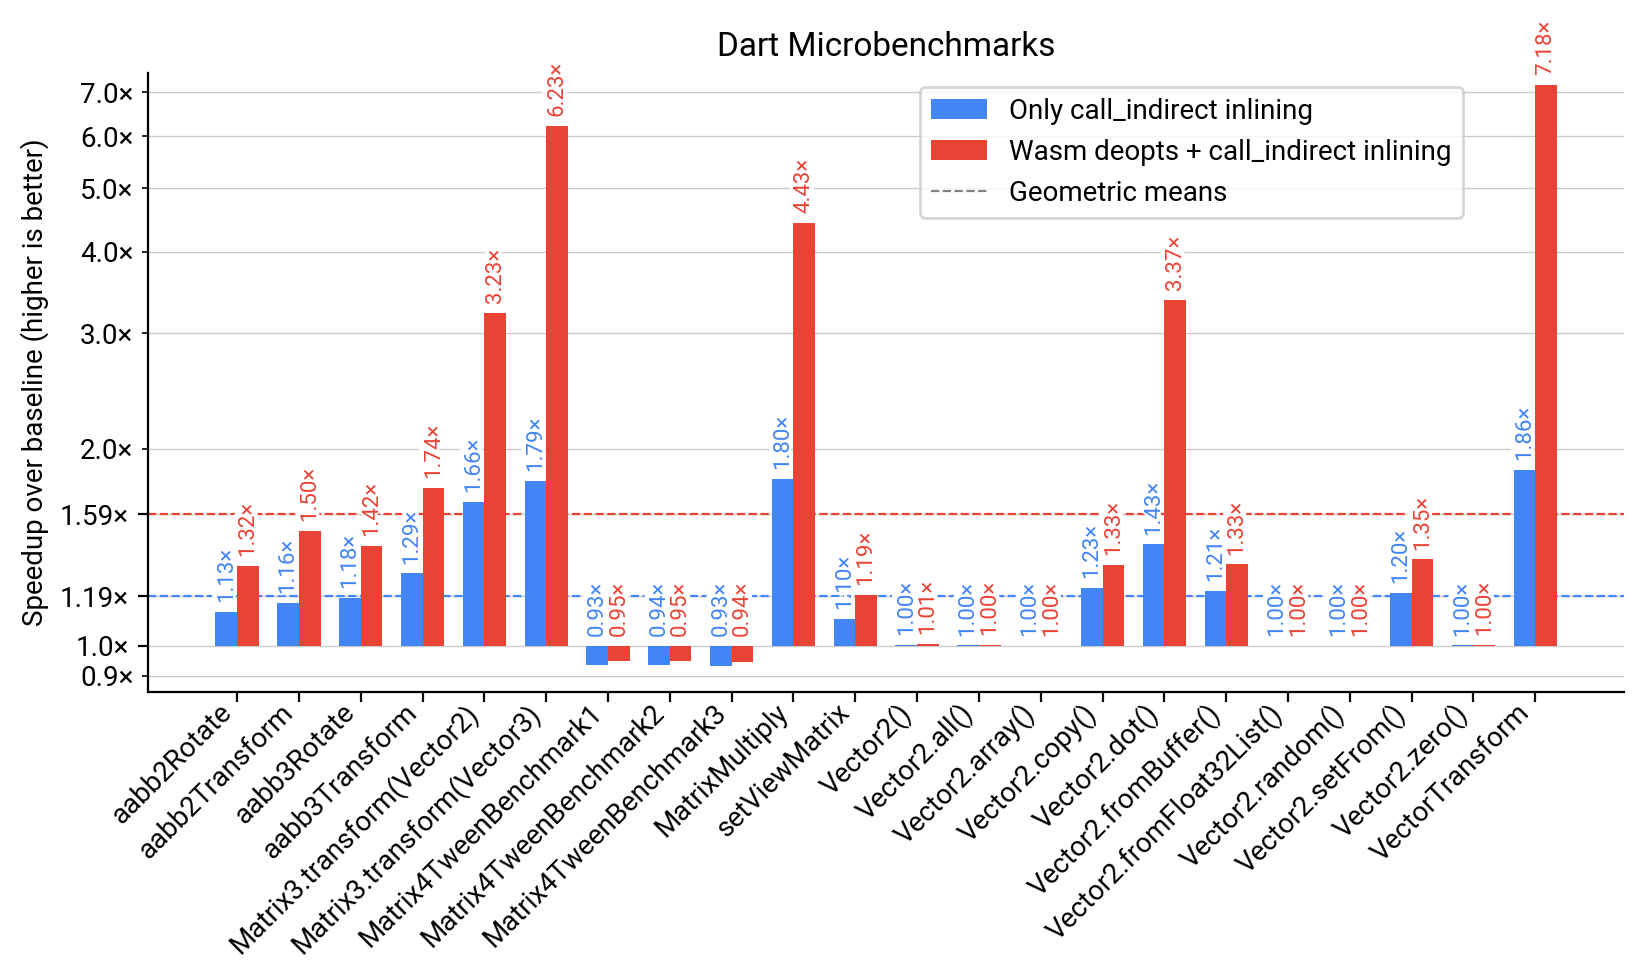 Dart Microbenchmarks
Speedup over baseline (higher is better)
7.0×
6.0×
5.0×
4.0×
3.0×
2.0×
1.59×
1.19×
1.0×
0.9×
Only call_indirect inlining
Wasm deopts + call_indirect inlining
Geometric means
1.13× 1.32×
1.16× 1.50×
1.18× 1.42×
1.29× 1.74×
1.66× 3.23×
1.79× 6.23×
0.93× 0.95×
0.94× 0.95×
0.93× 0.94×
1.80× 4.43×
1.10× 1.19×
1.00× 1.01×
1.00× 1.00×
1.00× 1.00×
1.23× 1.33×
1.43× 3.37×
1.21× 1.33×
1.00× 1.00×
1.00× 1.00×
1.20× 1.35×
1.00× 1.00×
1.86× 7.18×
aabb2Rotate
aabb2Transform
aabb3Rotate
aabb3Transform
Matrix3.transform(Vector2)
Matrix3.transform(Vector3)
Matrix4TweenBenchmark1
Matrix4TweenBenchmark2
Matrix4TweenBenchmark3
MatrixMultiply
setViewMatrix
Vector2()
Vector2.all()
Vector2.array()
Vector2.copy()
Vector2.dot()
Vector2.fromBuffer()
Vector2.fromFloat32List()
Vector2.random()
Vector2.setFrom()
Vector2.zero()
VectorTransform